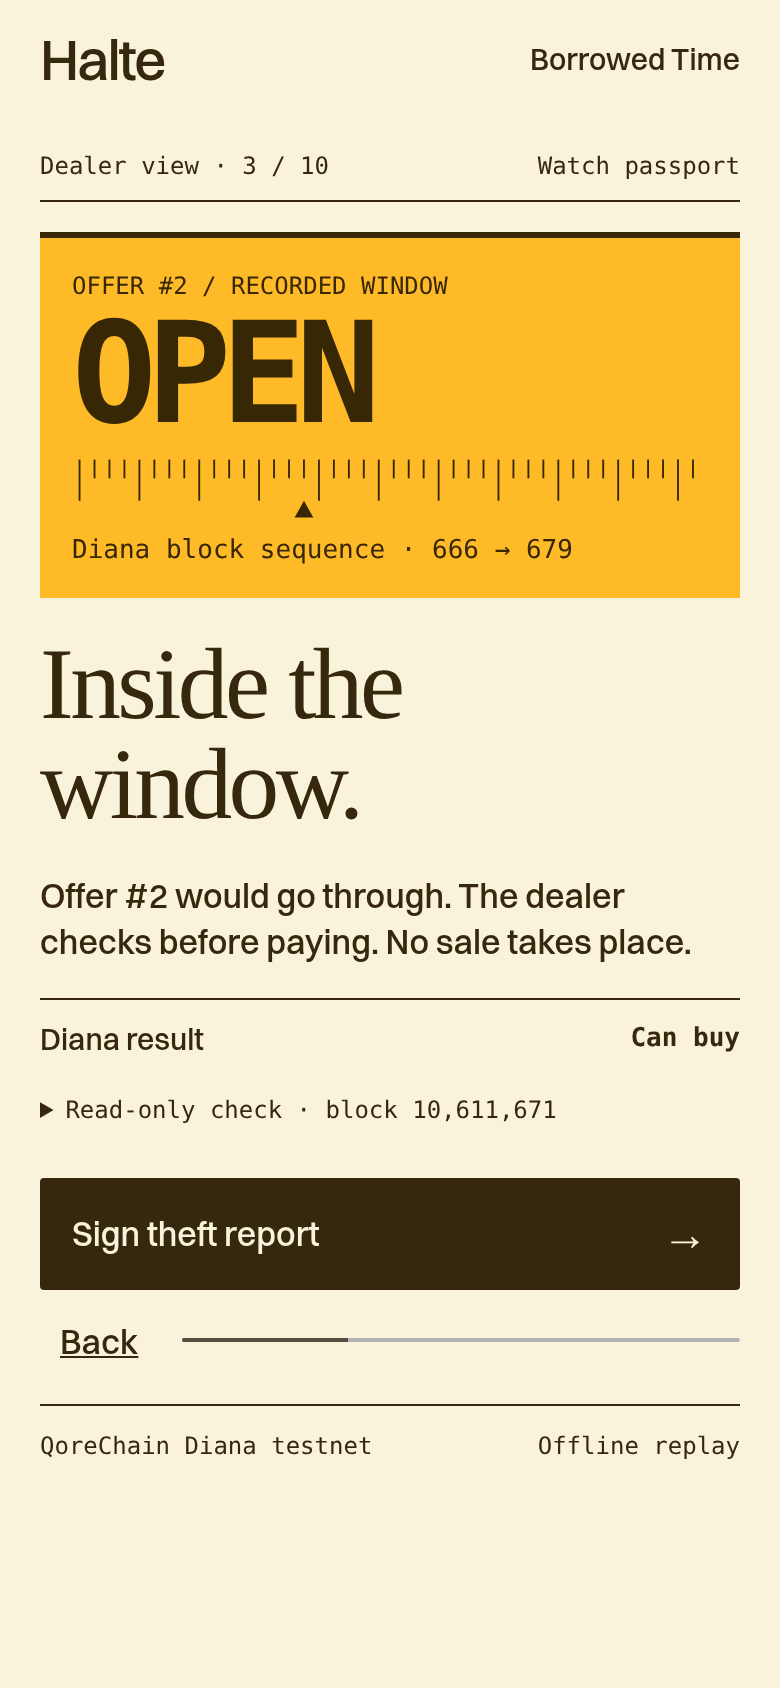 Halte
Borrowed Time
Dealer view · 3 / 10
Watch passport
OFFER #2 / RECORDED WINDOW
OPEN
Diana block sequence · 666 → 679
Inside the
window.
Offer #2 would go through. The dealer
checks before paying. No sale takes place.
Diana result
Can buy
▶ Read-only check · block 10,611,671
Sign theft report →
Back
QoreChain Diana testnet
Offline replay